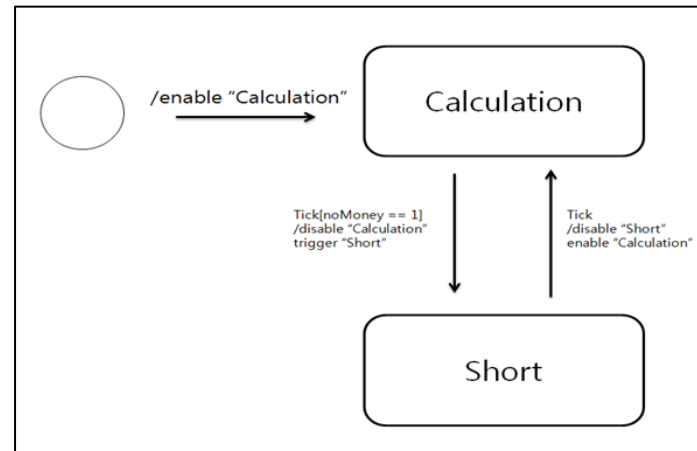 /enable “Calculation”
Calculation
Tick[noMoney == 1]
/disable “Calculation”
trigger “Short”
Tick
/disable “Short”
enable “Calculation”
Short